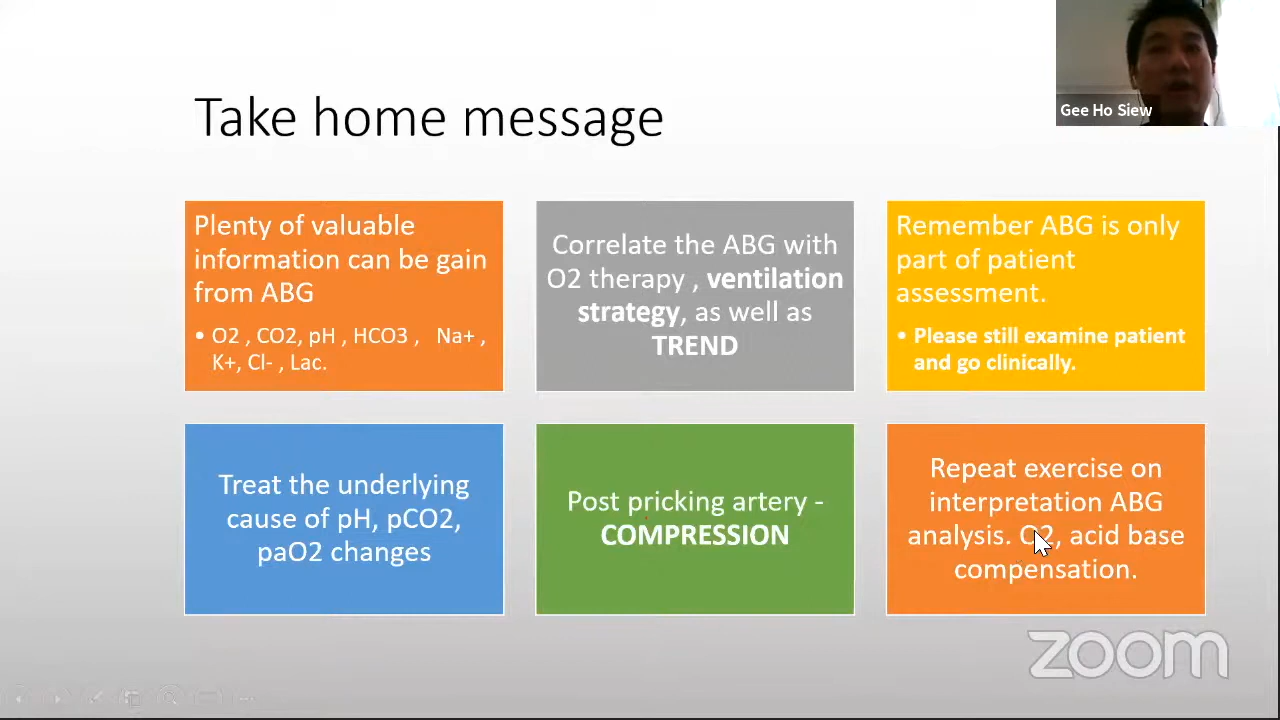 Gee Ho Siew
Take home message
Plenty of valuable
information can be gain
from ABG
• O2 , CO2, pH , HCO3 , Na+ ,
K+, Cl- , Lac.
Correlate the ABG with
O2 therapy , ventilation
strategy, as well as
TREND
Remember ABG is only
part of patient
assessment.
• Please still examine patient
and go clinically.
Treat the underlying
cause of pH, pCO2,
paO2 changes
Post pricking artery -
COMPRESSION
Repeat exercise on
interpretation ABG
analysis. O2, acid base
compensation.
zoom